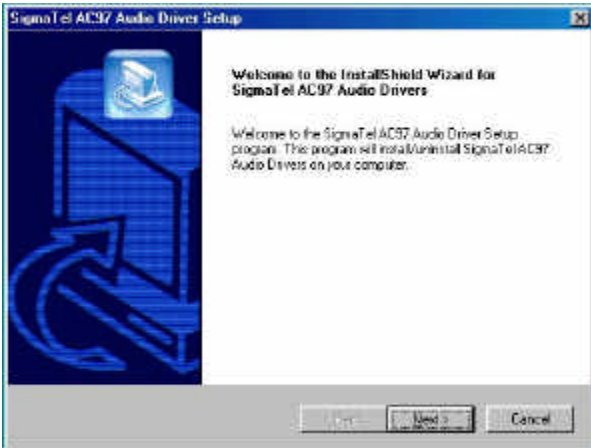 SigmaTel AC97 Audio Driver Setup
Welcome to the InstallShield Wizard for
SigmaTel AC97 Audio Drivers
Welcome to the SigmaTel AC97 Audio Driver Setup
program. This program will install/uninstall SigmaTel AC97
Audio Drivers on your computer.
Next >
Cancel